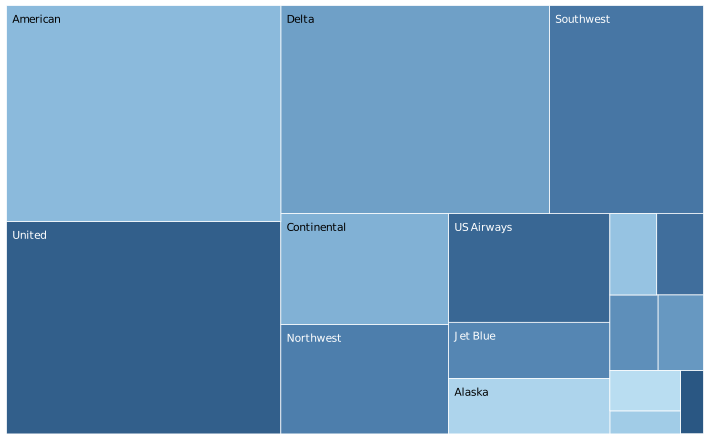 American
Delta
Southwest
United
Continental
US Airways
Northwest
Jet Blue
Alaska